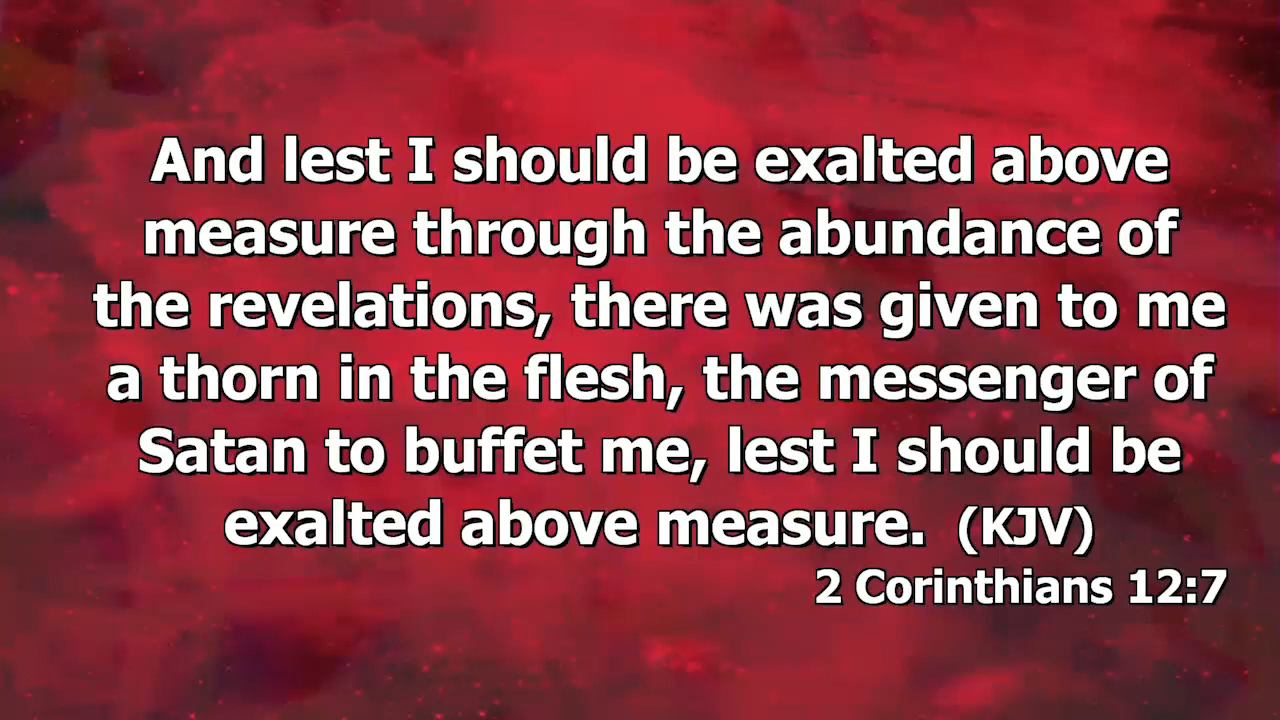 And lest I should be exalted above
measure through the abundance of
the revelations, there was given to me
a thorn in the flesh, the messenger of
Satan to buffet me, lest I should be
exalted above measure.  (KJV)
2 Corinthians 12:7